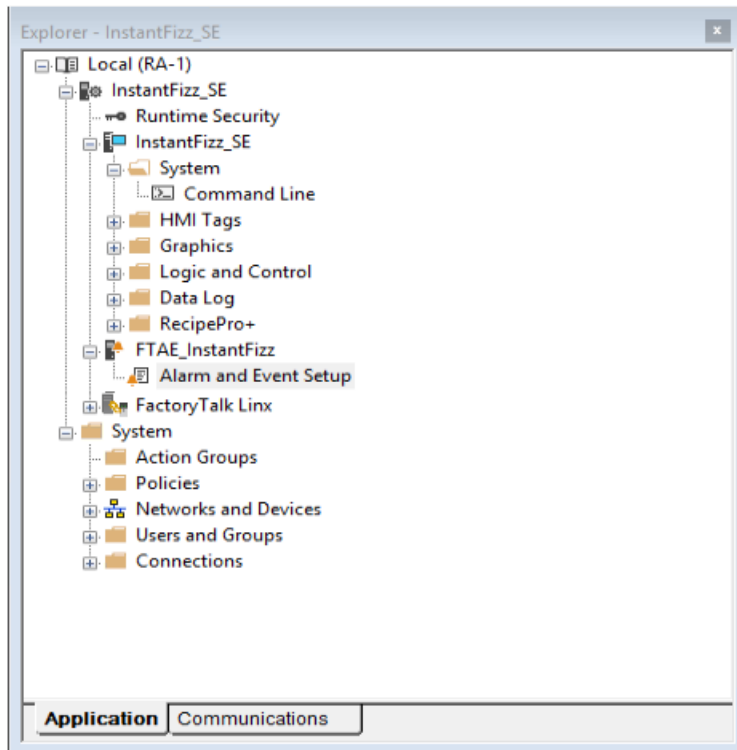 Explorer - InstantFizz_SE
Local (RA-1)
InstantFizz_SE
Runtime Security
InstantFizz_SE
System
Command Line
HMI Tags
Graphics
Logic and Control
Data Log
RecipePro+
FTAE_InstantFizz
Alarm and Event Setup
FactoryTalk Linx
System
Action Groups
Policies
Networks and Devices
Users and Groups
Connections
Application Communications